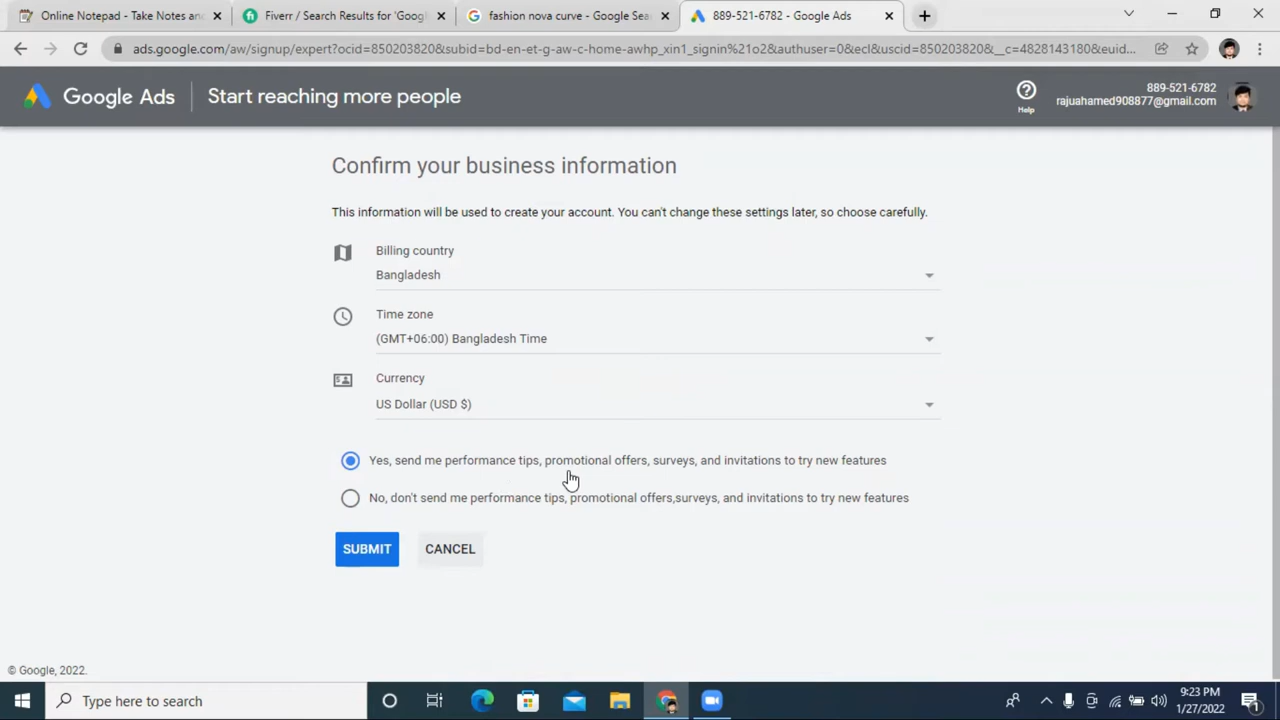 Online Notepad - Take Notes and
Fiverr / Search Results for 'Googl
fashion nova curve - Google Sea
889-521-6782 - Google Ads
ads.google.com/aw/signup/expert?ocid=850203820&subid=bd-en-et-g-aw-c-home-awhp_xin1_signin%21o2&authuser=0&ecl&uscid=850203820&__c=4828143180&euid...
Google Ads
Start reaching more people
Help
889-521-6782
rajuahamed908877@gmail.com
Confirm your business information
This information will be used to create your account. You can't change these settings later, so choose carefully.
Billing country
Bangladesh
Time zone
(GMT+06:00) Bangladesh Time
Currency
US Dollar (USD $)
Yes, send me performance tips, promotional offers, surveys, and invitations to try new features
No, don't send me performance tips, promotional offers,surveys, and invitations to try new features
SUBMIT
CANCEL
© Google, 2022.
Type here to search
9:23 PM
1/27/2022
1